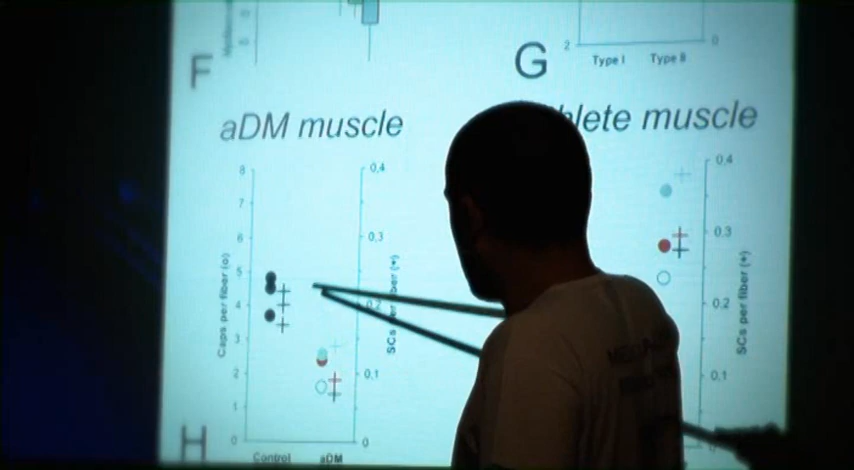 F
G
2
0
Type I Type II
aDM muscle
hlete muscle
8
7
6
5
4
3
2
1
0
Caps per fiber (o)
0,4
0,3
0,2
0,1
0
SCs per fiber (+)
0.4
0.3
0.2
0.1
SCs per fiber (+)
H
Control aDM